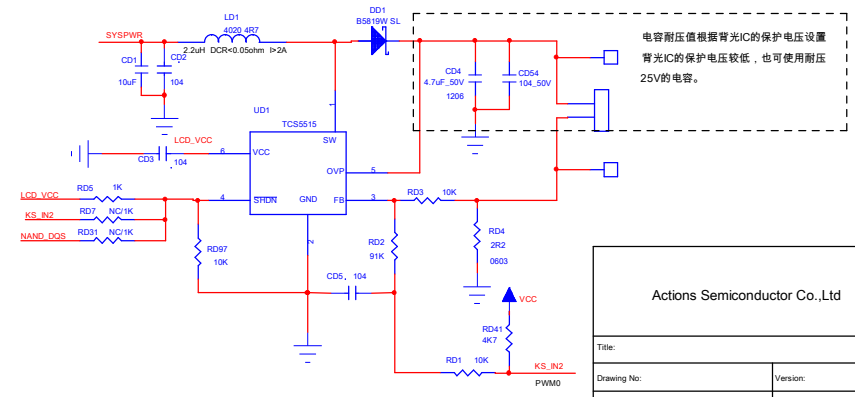 LD1
4020 4R7
2.2uH DCR<0.05ohm I>2A
SYSPWR
DD1
B5819W SL
CD1
10uF
CD2
104
CD4
4.7uF_50V
1206
CD54
104_50V
电容耐压值根据背光IC的保护电压设置
背光IC的保护电压较低，也可使用耐压
25V的电容。
UD1
TCS5515
1
SW
LCD_VCC
CD3
104
6
VCC
OVP
5
LCD_VCC
RD5
1K
4
SHDN
GND
2
FB
3
KS_IN2
RD7
NC/1K
NAND_DQS
RD31
NC/1K
RD3
10K
RD97
10K
RD2
91K
RD4
2R2
0603
CD5
104
VCC
RD41
4K7
RD1
10K
KS_IN2
PWM0
Actions Semiconductor Co.,Ltd
Title:
Drawing No:
Version: